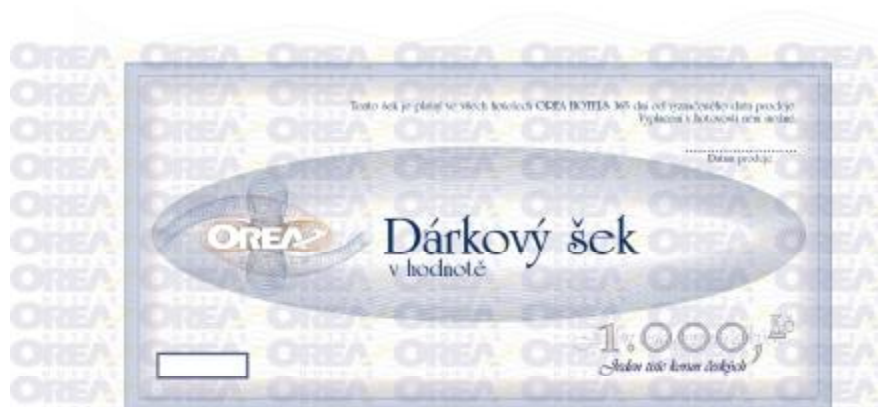 Tento šek je platný ve všech hotelech OREA HOTELS 365 dní od vyznačeného data prodeje.
Vyplacení v hotovosti není možné.
Datum prodeje
OREA
Dárkový šek
v hodnotě
1.000,- Kč
Jeden tisíc korun českých